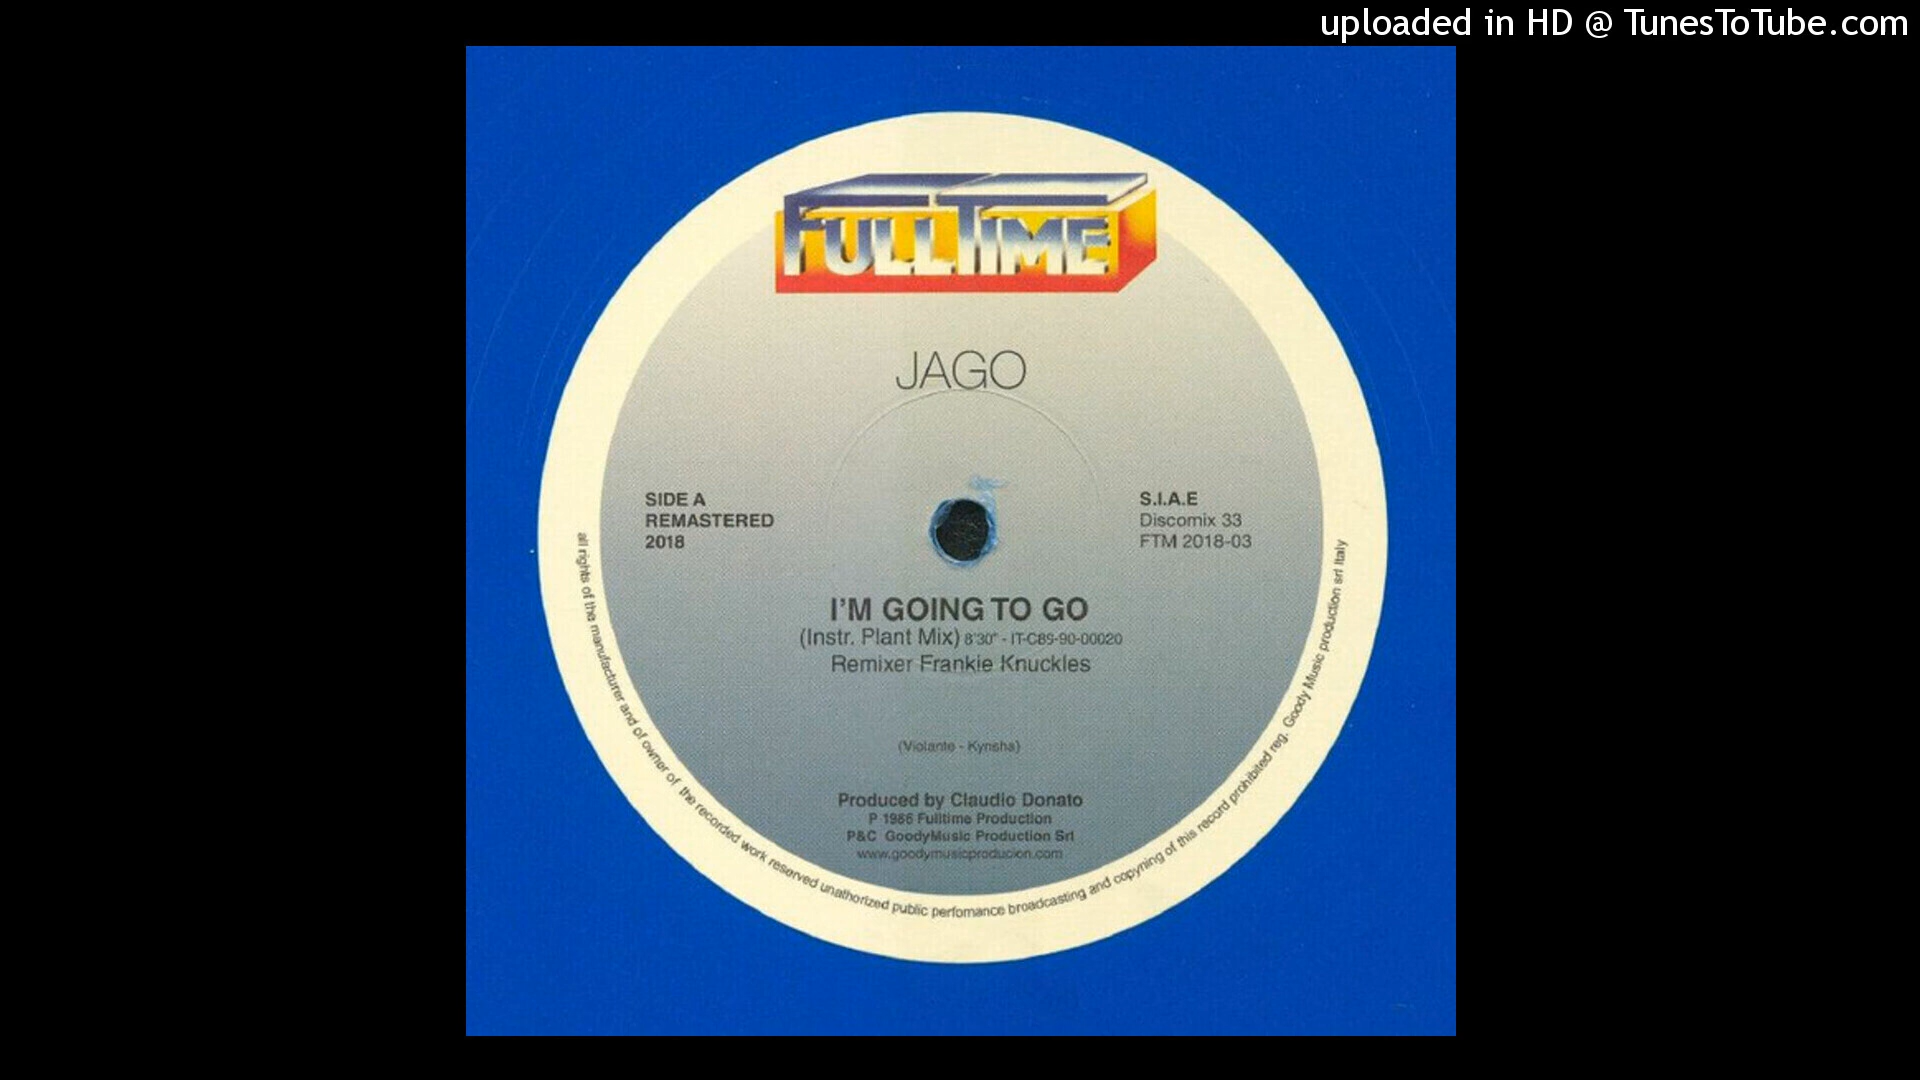 uploaded in HD @ TunesToTube.com
FULLTIME
JAGO
SIDE A
REMASTERED
2018
S.I.A.E
Discomix 33
FTM 2018-03
I'M GOING TO GO
(Instr. Plant Mix) 8'30" - IT-C89-90-00020
Remixer Frankie Knuckles
(Violante - Kynsha)
Produced by Claudio Donato
P 1986 Fulltime Production
P&C GoodyMusic Production Srl
www.goodymusicproducion.com
all rights of the manufacturer and of owner of the recorded work reserved unathorized public perfomance broadcasting and copyning of this record prohibited reg. Goody Music production srl Italy